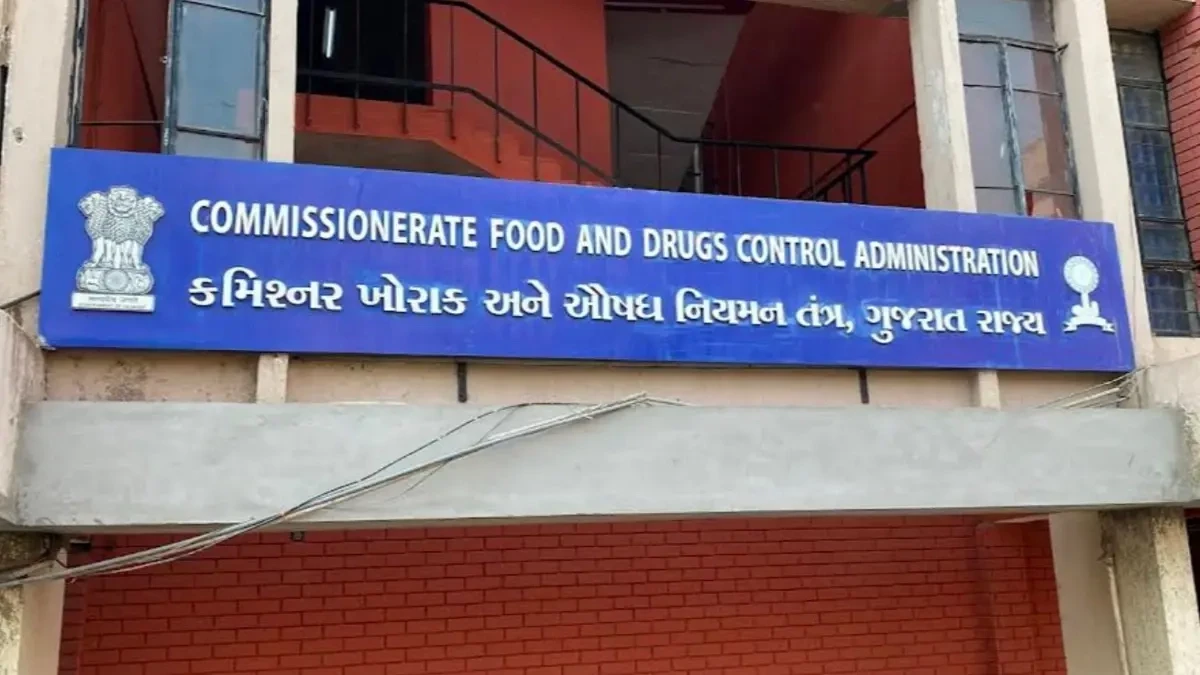 COMMISSIONERATE FOOD AND DRUGS CONTROL ADMINISTRATION
કમિશ્નર ખોરાક અને ઔષધ નિયમન તંત્ર, ગુજરાત રાજ્ય